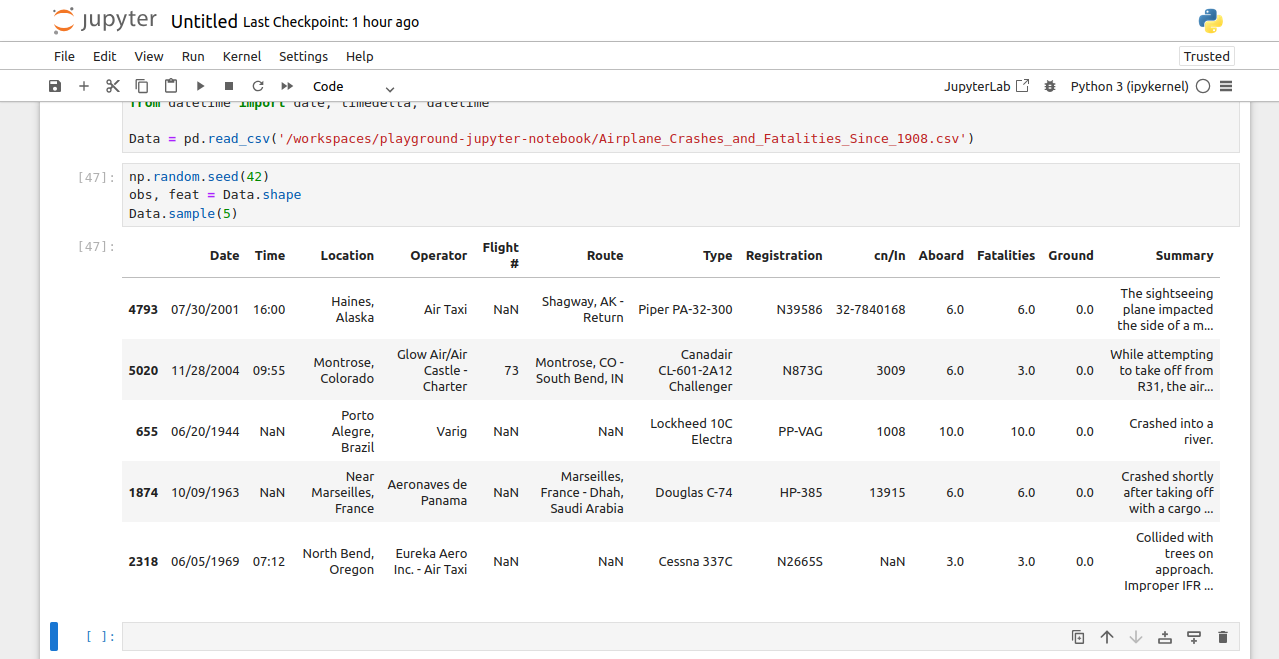 jupyter Untitled Last Checkpoint: 1 hour ago
File Edit View Run Kernel Settings Help Trusted
Code JupyterLab Python 3 (ipykernel)
from datetime import date, timedelta, datetime
Data = pd.read_csv('/workspaces/playground-jupyter-notebook/Airplane_Crashes_and_Fatalities_Since_1908.csv')
[47]: np.random.seed(42)
obs, feat = Data.shape
Data.sample(5)
[47]:
Date Time Location Operator Flight # Route Type Registration cn/In Aboard Fatalities Ground Summary
4793 07/30/2001 16:00 Haines, Alaska Air Taxi NaN Shagway, AK - Return Piper PA-32-300 N39586 32-7840168 6.0 6.0 0.0 The sightseeing plane impacted the side of a m...
5020 11/28/2004 09:55 Montrose, Colorado Glow Air/Air Castle - Charter 73 Montrose, CO - South Bend, IN Canadair CL-601-2A12 Challenger N873G 3009 6.0 3.0 0.0 While attempting to take off from R31, the air...
655 06/20/1944 NaN Porto Alegre, Brazil Varig NaN NaN Lockheed 10C Electra PP-VAG 1008 10.0 10.0 0.0 Crashed into a river.
1874 10/09/1963 NaN Near Marseilles, France Aeronaves de Panama NaN Marseilles, France - Dhah, Saudi Arabia Douglas C-74 HP-385 13915 6.0 6.0 0.0 Crashed shortly after taking off with a cargo ...
2318 06/05/1969 07:12 North Bend, Oregon Eureka Aero Inc. - Air Taxi NaN NaN Cessna 337C N2665S NaN 3.0 3.0 0.0 Collided with trees on approach. Improper IFR ...
[ ]: